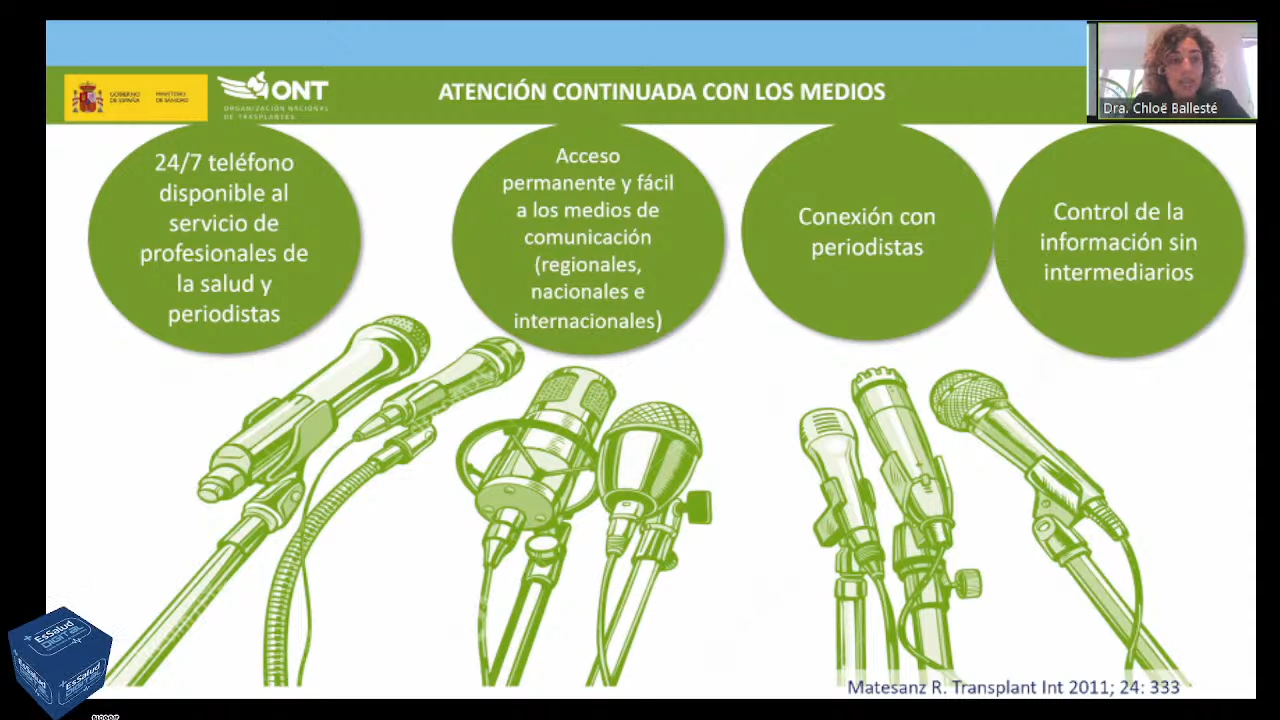 GOBIERNO
DE ESPAÑA
MINISTERIO
DE SANIDAD
ONT
ORGANIZACIÓN NACIONAL
DE TRASPLANTES
ATENCIÓN CONTINUADA CON LOS MEDIOS
Dra. Chloë Ballesté
24/7 teléfono
disponible al
servicio de
profesionales de
la salud y
periodistas
Acceso
permanente y fácil
a los medios de
comunicación
(regionales,
nacionales e
internacionales)
Conexión con
periodistas
Control de la
información sin
intermediarios
EsSalud
DIGITAL
EsSalud
EsSalud
Matesanz R. Transplant Int 2011; 24: 333